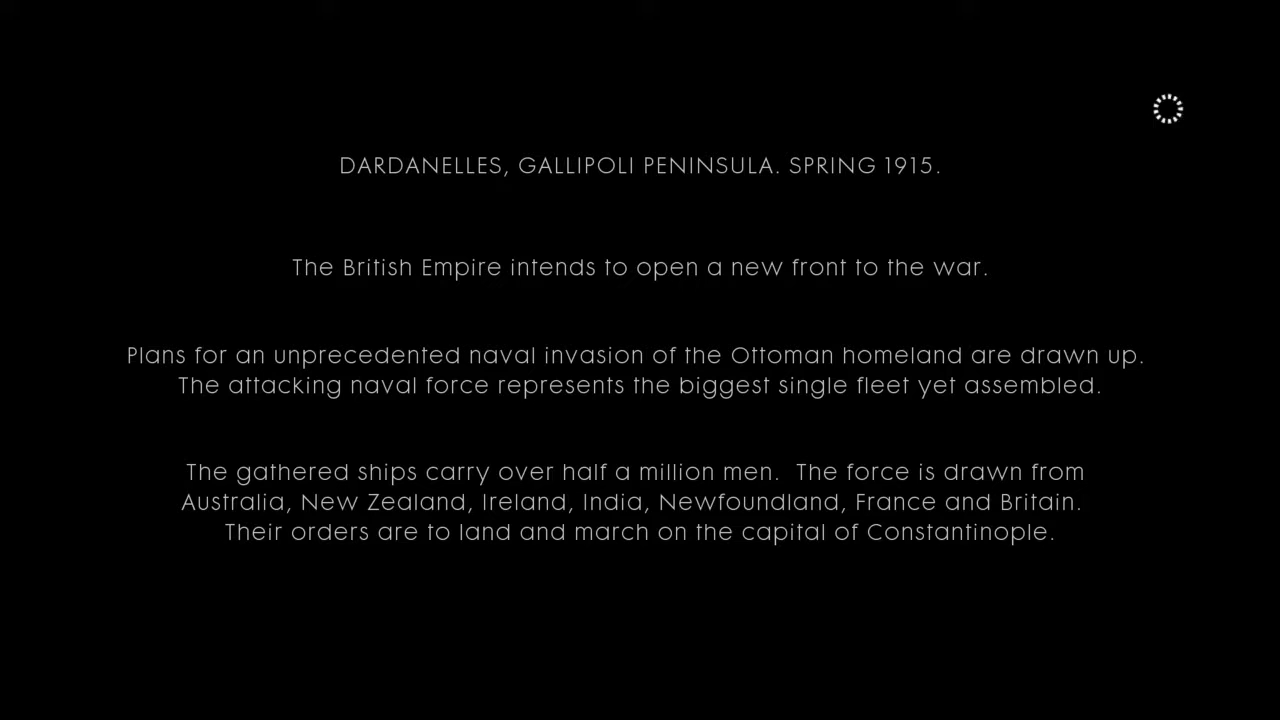 DARDANELLES, GALLIPOLI PENINSULA. SPRING 1915.
The British Empire intends to open a new front to the war.
Plans for an unprecedented naval invasion of the Ottoman homeland are drawn up.
The attacking naval force represents the biggest single fleet yet assembled.
The gathered ships carry over half a million men.  The force is drawn from
Australia, New Zealand, Ireland, India, Newfoundland, France and Britain.
Their orders are to land and march on the capital of Constantinople.